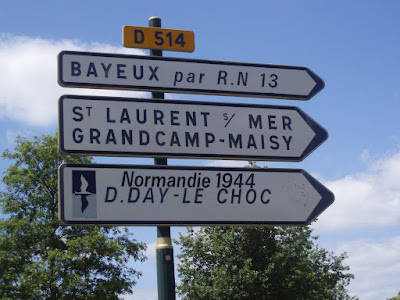 D 514
BAYEUX par R.N 13
ST LAURENT S/ MER
GRANDCAMP-MAISY
Normandie 1944
D.DAY-LE CHOC